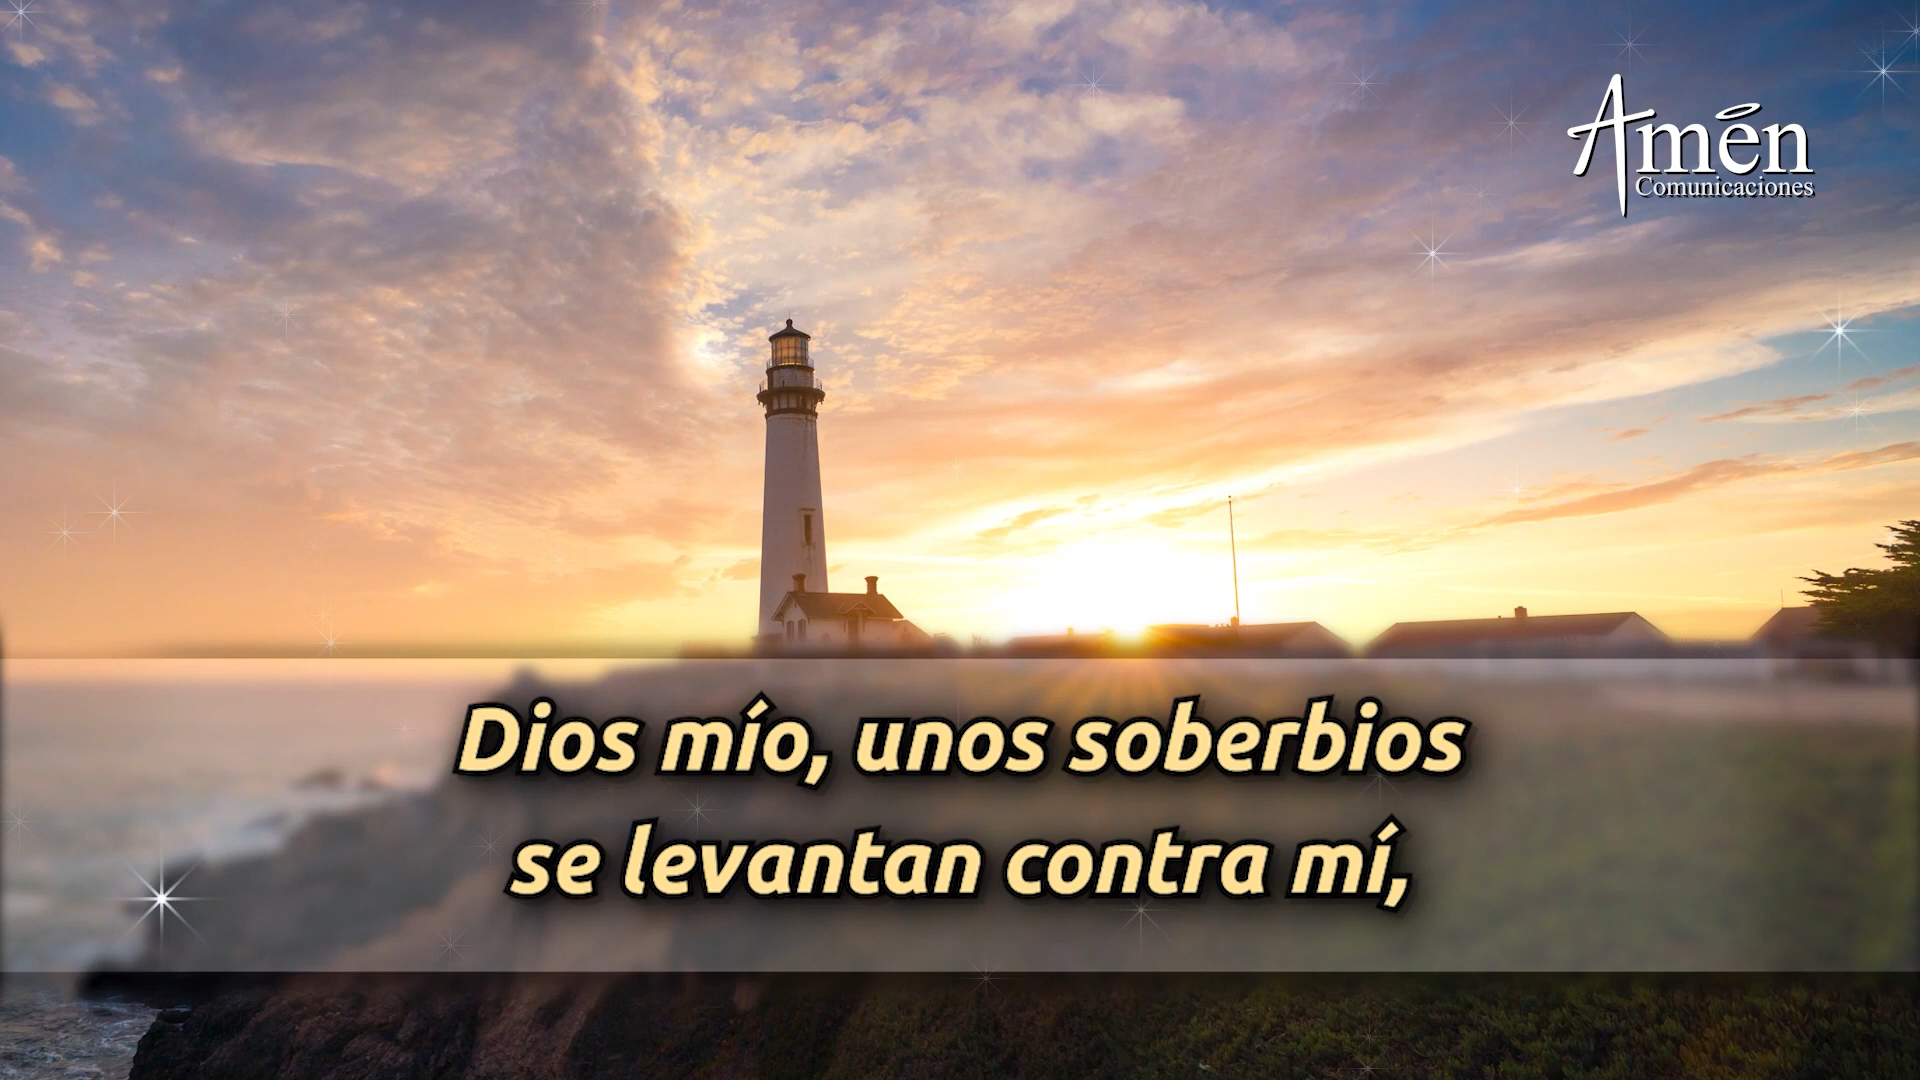 Amén
Comunicaciones
Dios mío, unos soberbios
se levantan contra mí,